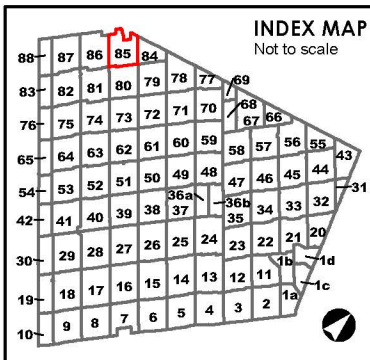 INDEX MAP
Not to scale
88 87 86 85 84
83 82 81 80 79 78 77 69
76 75 74 73 72 71 70 68 67 66
65 64 63 62 61 60 59 58 57 56 55 43
54 53 52 51 50 49 48 47 46 45 44 31
42 41 40 39 38 37 36a 36b 35 34 33 32
30 29 28 27 26 25 24 23 22 21 20
19 18 17 16 15 14 13 12 11 1b 1d
10 9 8 7 6 5 4 3 2 1a 1c